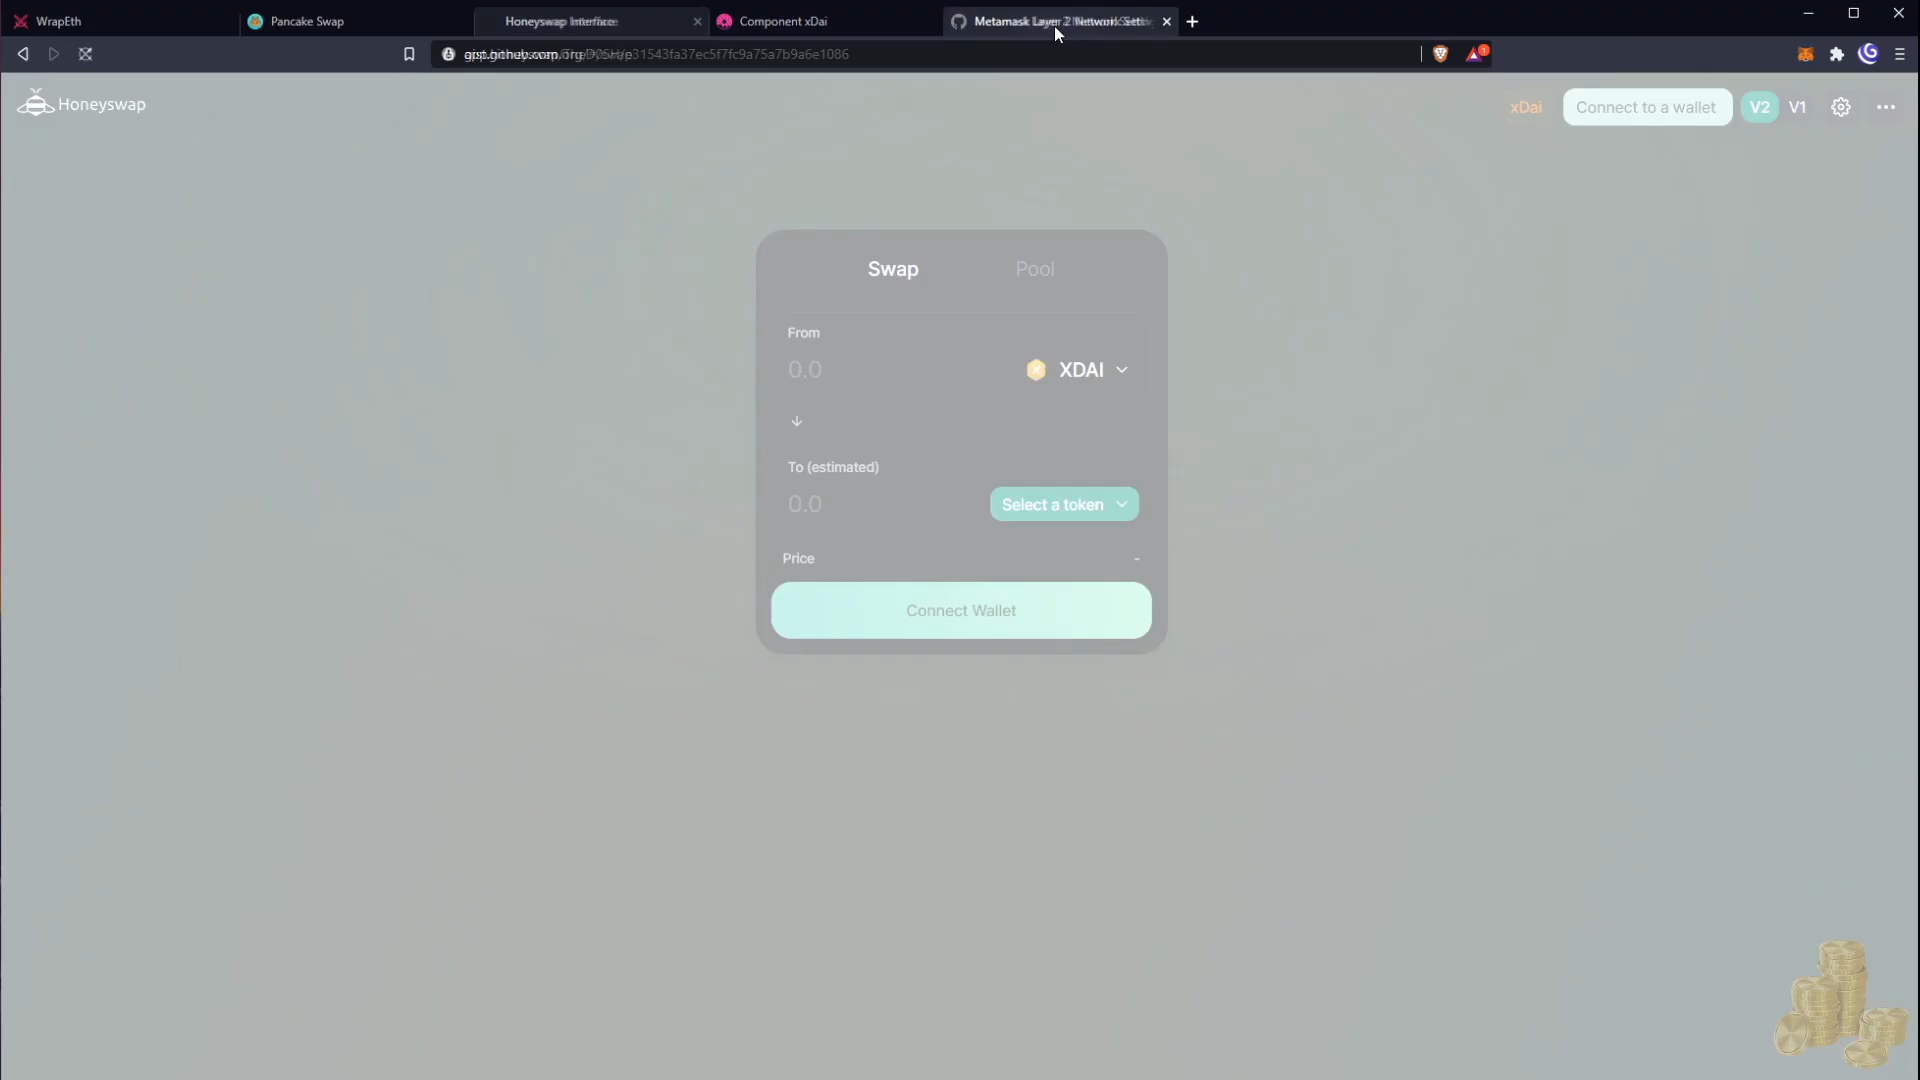 WrapEth
Pancake Swap
Honeyswap Interface
Component xDai
Metamask Layer 2 Network Setti
Honeyswap
xDai
Connect to a wallet
V2
V1
Swap
Pool
From
0.0
XDAI
To (estimated)
0.0
Select a token
Price
-
Connect Wallet